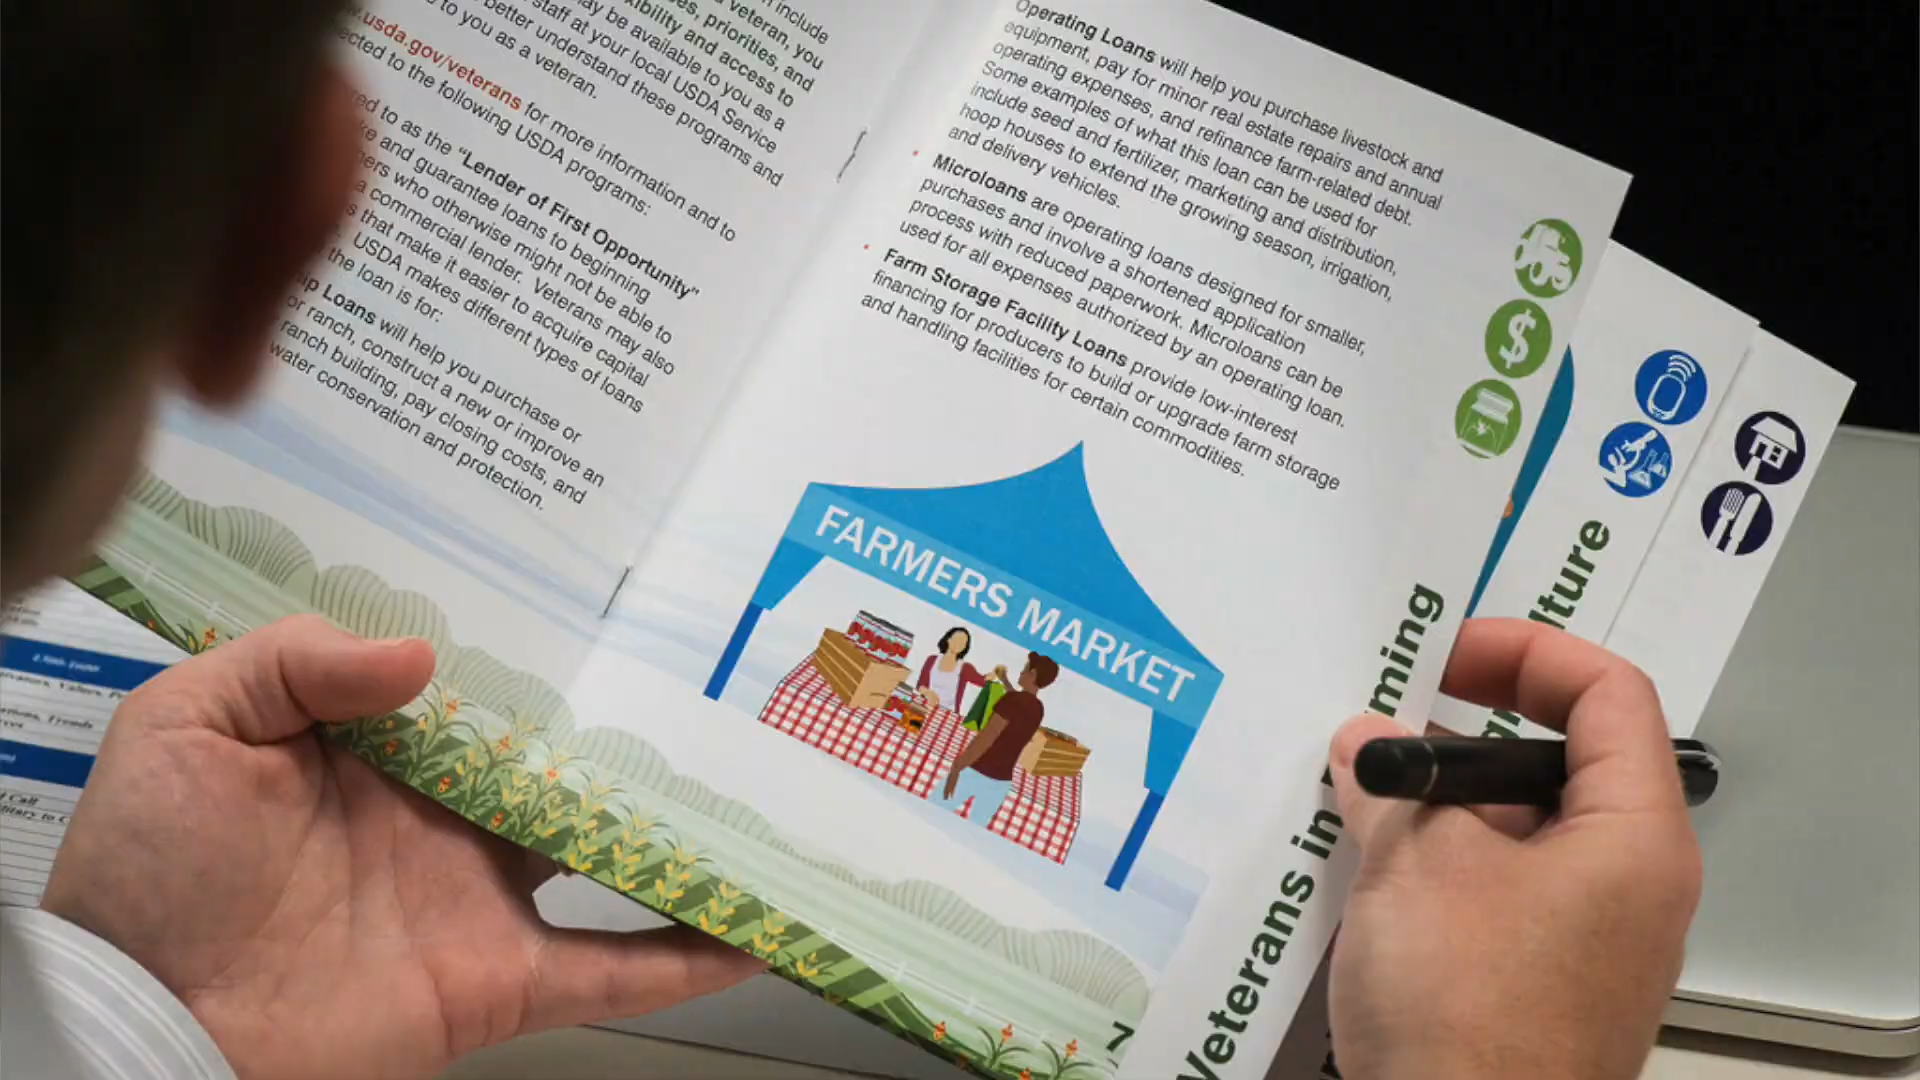 include
veteran, you
es, priorities, and
xibility and access to
may be available to you as a
staff at your local USDA Service
better understand these programs and
to you as a veteran.
w.usda.gov/veterans for more information and to
ected to the following USDA programs:
red to as the "Lender of First Opportunity"
ke and guarantee loans to beginning
ers who otherwise might not be able to
a commercial lender. Veterans may also
s that make it easier to acquire capital
USDA makes different types of loans
the loan is for:
ip Loans will help you purchase or
or ranch, construct a new or improve an
ranch building, pay closing costs, and
water conservation and protection.
Operating Loans will help you purchase livestock and
equipment, pay for minor real estate repairs and annual
operating expenses, and refinance farm-related debt.
Some examples of what this loan can be used for
include seed and fertilizer, marketing and distribution,
hoop houses to extend the growing season, irrigation,
and delivery vehicles.
Microloans are operating loans designed for smaller,
purchases and involve a shortened application
process with reduced paperwork. Microloans can be
used for all expenses authorized by an operating loan.
Farm Storage Facility Loans provide low-interest
financing for producers to build or upgrade farm storage
and handling facilities for certain commodities.
FARMERS MARKET
7
Veterans in
ming
lture